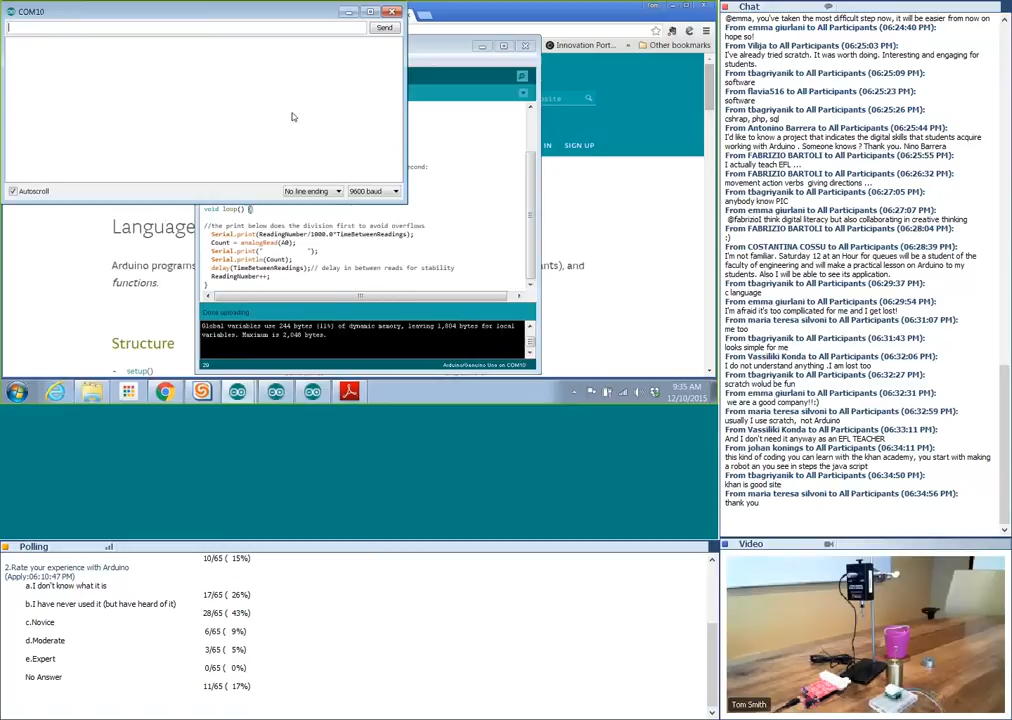 COM10
Send
Autoscroll
No line ending
9600 baud
Tom
Innovation Port...
»
Other bookmarks
IN
SIGN UP
Language
Arduino programs
functions.
Structure
- setup()
void loop() {
//the print below does the division first to avoid overflows
Serial.print(ReadingNumber/1000.0*TimeBetweenReadings);
Count = analogRead(A0);
Serial.print(" ");
Serial.println(Count);
delay(TimeBetweenReadings);// delay in between reads for stability
ReadingNumber++;
}
Done uploading
Global variables use 244 bytes (11%) of dynamic memory, leaving 1,804 bytes for local
variables. Maximum is 2,048 bytes.
29
Arduino/Genuino Uno on COM10
9:35 AM
12/10/2015
Chat
@emma, you've taken the most difficult step now, it will be easier from now on
From emma giurlani to All Participants (06:24:40 PM):
hope so!
From Vilija to All Participants (06:25:03 PM):
I've already tried scratch. It was worth doing. Interesting and engaging for
students.
From tbagriyanik to All Participants (06:25:09 PM):
software
From flavia516 to All Participants (06:25:23 PM):
software
From tbagriyanik to All Participants (06:25:26 PM):
cshrap, php, sql
From Antonino Barrera to All Participants (06:25:44 PM):
I'd like to know a project that indicates the digital skills that students acquire
working with Arduino . Someone knows ? Thank you. Nino Barrera
From FABRIZIO BARTOLI to All Participants (06:25:55 PM):
I actually teach EFL ...
From FABRIZIO BARTOLI to All Participants (06:26:32 PM):
movement action verbs giving directions ...
From tbagriyanik to All Participants (06:27:05 PM):
anybody know PIC
From emma giurlani to All Participants (06:27:07 PM):
@fabrizioI think digital literacy but also collaborating in creative thinking
From FABRIZIO BARTOLI to All Participants (06:28:04 PM):
:)
From COSTANTINA COSSU to All Participants (06:28:39 PM):
I'm not familiar. Saturday 12 at an Hour for queues will be a student of the
faculty of engineering and will make a practical lesson on Arduino to my
students. Also I will be able to see its application.
From tbagriyanik to All Participants (06:29:37 PM):
c language
From emma giurlani to All Participants (06:29:54 PM):
I'm afraid it's too complicated for me and I get lost!
From maria teresa silvoni to All Participants (06:31:07 PM):
me too
From tbagriyanik to All Participants (06:31:43 PM):
looks simple for me
From Vassiliki Konda to All Participants (06:32:06 PM):
I do not understand anything .I am lost too
From tbagriyanik to All Participants (06:32:27 PM):
scratch wolud be fun
From emma giurlani to All Participants (06:32:31 PM):
we are a good company!!:)
From maria teresa silvoni to All Participants (06:32:59 PM):
usually I use scratch, not Arduino
From Vassiliki Konda to All Participants (06:33:11 PM):
And I don't need it anyway as an EFL TEACHER
From johan konings to All Participants (06:34:11 PM):
this kind of coding you can learn with the khan academy, you start with making
a robot an you see in steps the java script
From tbagriyanik to All Participants (06:34:50 PM):
khan is good site
From maria teresa silvoni to All Participants (06:34:56 PM):
thank you
Polling
10/65 ( 15%)
2.Rate your experience with Arduino
(Apply:06:10:47 PM)
a.I don't know what it is
17/65 ( 26%)
b.I have never used it (but have heard of it)
28/65 ( 43%)
c.Novice
6/65 ( 9%)
d.Moderate
3/65 ( 5%)
e.Expert
0/65 ( 0%)
No Answer
11/65 ( 17%)
Video
Tom Smith